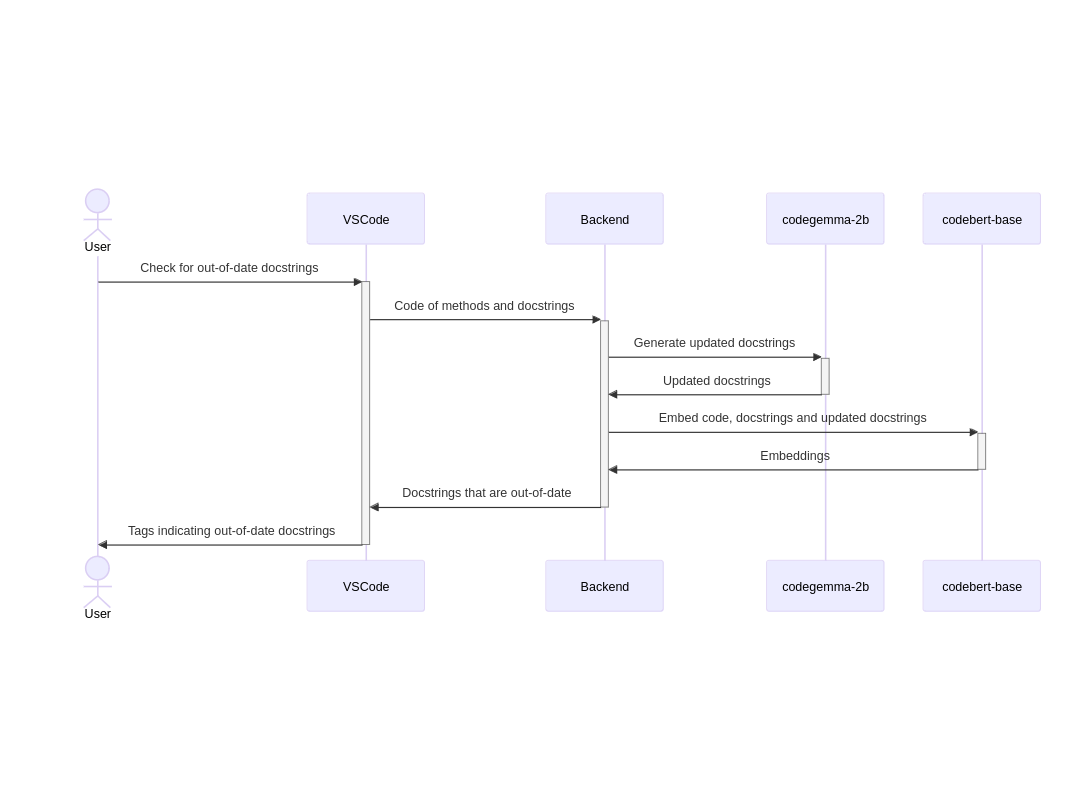 User
VSCode
Backend
codegemma-2b
codebert-base
Check for out-of-date docstrings
Code of methods and docstrings
Generate updated docstrings
Updated docstrings
Embed code, docstrings and updated docstrings
Embeddings
Docstrings that are out-of-date
Tags indicating out-of-date docstrings
User
VSCode
Backend
codegemma-2b
codebert-base